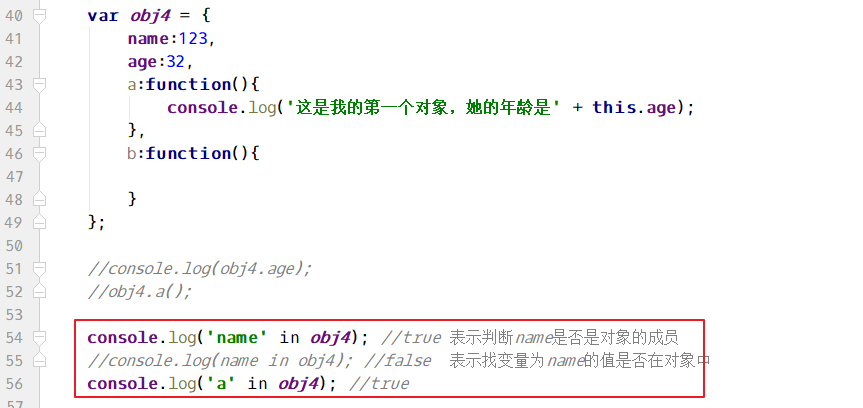 40 var obj4 = {
41 name:123,
42 age:32,
43 a:function(){
44 console.log('这是我的第一个对象，她的年龄是' + this.age);
45 },
46 b:function(){
47
48 }
49 };
50
51 //console.log(obj4.age);
52 //obj4.a();
53
54 console.log('name' in obj4); //true 表示判断name是否是对象的成员
55 //console.log(name in obj4); //false 表示找变量为name的值是否在对象中
56 console.log('a' in obj4); //true
57